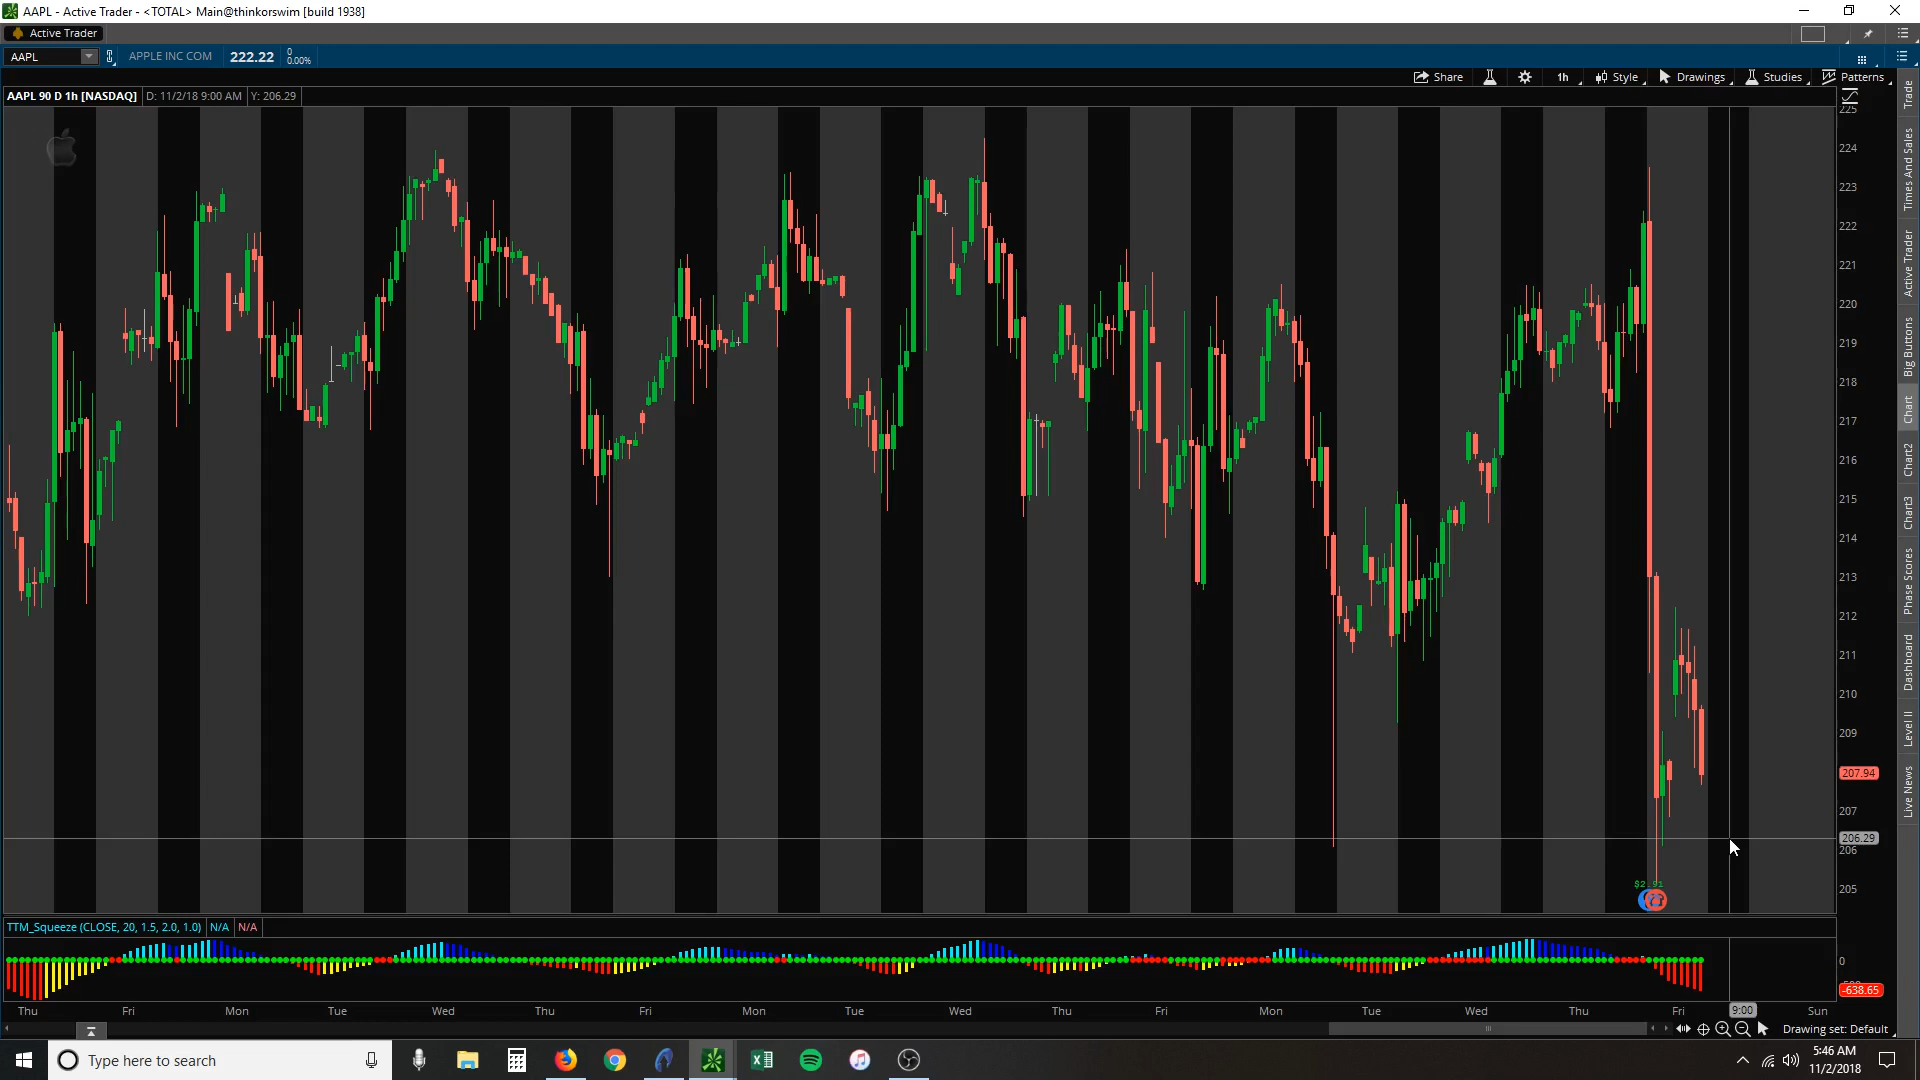 AAPL - Active Trader - <TOTAL> Main@thinkorswim [build 1938]
Active Trader
AAPL APPLE INC COM 222.22 0 0.00%
Share 1h Style Drawings Studies Patterns
AAPL 90 D 1h [NASDAQ] D: 11/2/18 9:00 AM Y: 206.29
225
224
223
222
221
220
219
218
217
216
215
214
213
212
211
210
209
207.94
207
206.29
206
205
Trade
Times And Sales
Active Trader
Big Buttons
Chart
Chart2
Chart3
Phase Scores
Dashboard
Level II
Live News
TTM_Squeeze (CLOSE, 20, 1.5, 2.0, 1.0) N/A N/A
0
-638.65
Thu Fri Mon Tue Wed Thu Fri Mon Tue Wed Thu Fri Mon Tue Wed Thu Fri 9:00 Sun
Drawing set: Default
Type here to search
5:46 AM
11/2/2018